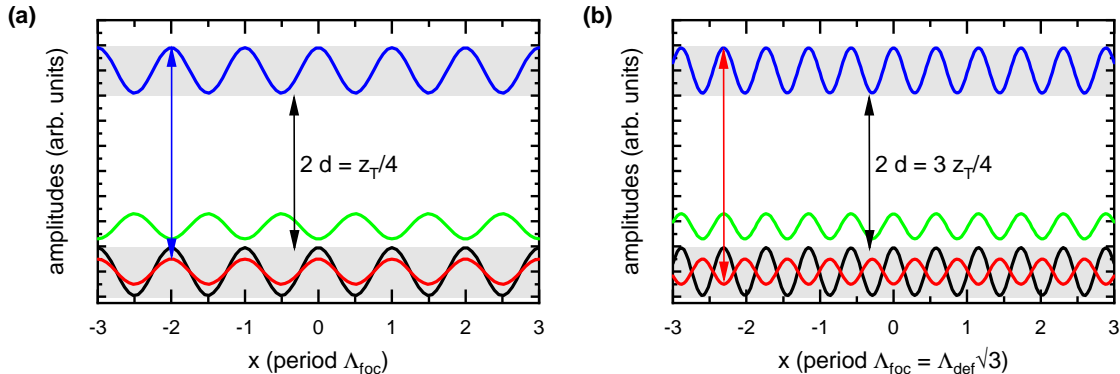 (a)
amplitudes (arb. units)
2 d = z_T/4
-3 -2 -1 0 1 2 3
x (period Λ_foc)
(b)
amplitudes (arb. units)
2 d = 3 z_T/4
-3 -2 -1 0 1 2 3
x (period Λ_foc = Λ_def√3)